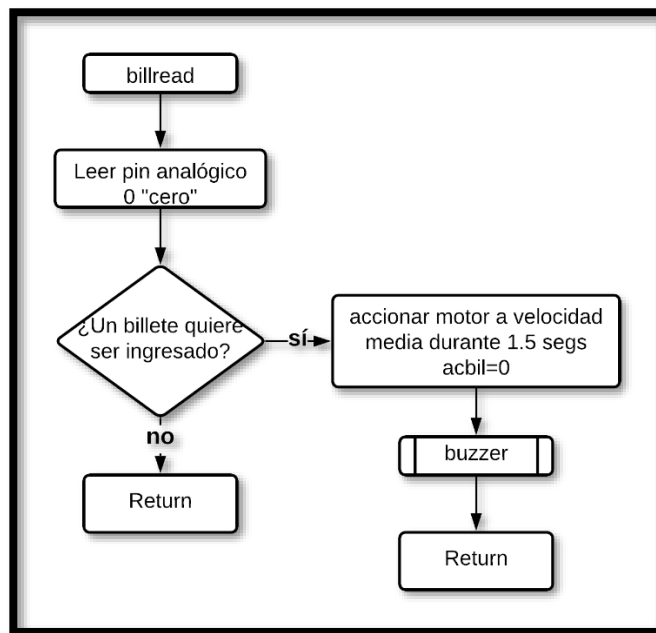 billread
Leer pin analógico
0 "cero"
¿Un billete quiere
ser ingresado?
sí
accionar motor a velocidad
media durante 1.5 segs
acbil=0
no
buzzer
Return
Return